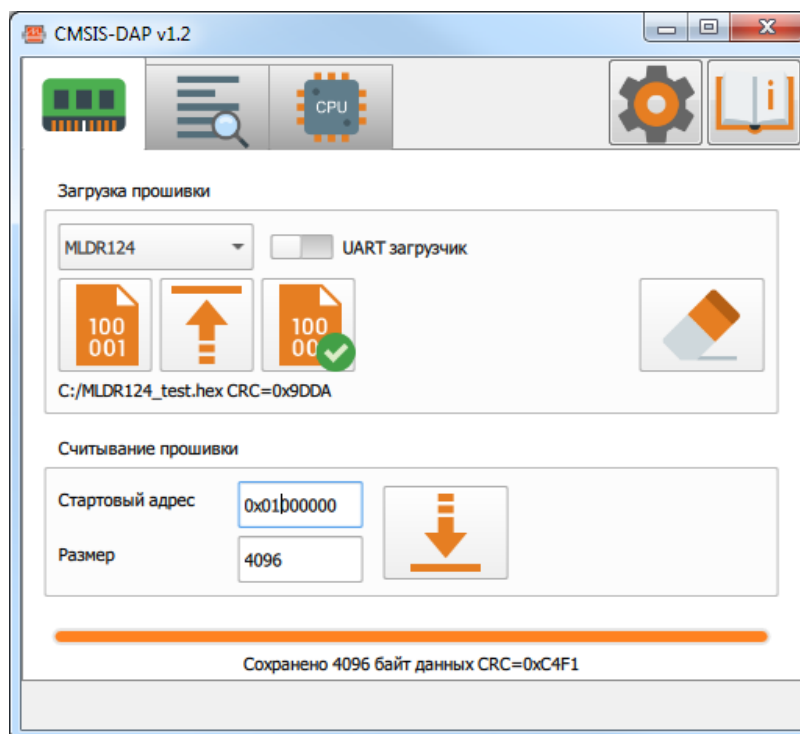 CMSIS-DAP v1.2
CPU
i
Загрузка прошивки
MLDR124
UART загрузчик
100
001
100
00
C:/MLDR124_test.hex CRC=0x9DDA
Считывание прошивки
Стартовый адрес
0x01000000
Размер
4096
Сохранено 4096 байт данных CRC=0xC4F1